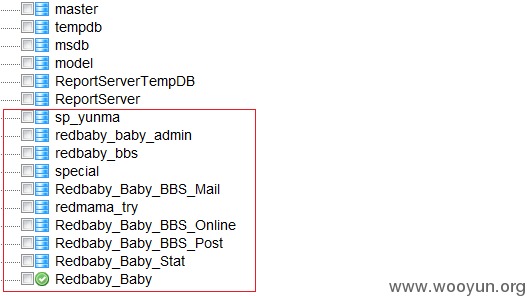 master
tempdb
msdb
model
ReportServerTempDB
ReportServer
sp_yunma
redbaby_baby_admin
redbaby_bbs
special
Redbaby_Baby_BBS_Mail
redmama_try
Redbaby_Baby_BBS_Online
Redbaby_Baby_BBS_Post
Redbaby_Baby_Stat
Redbaby_Baby
www.wooyun.org